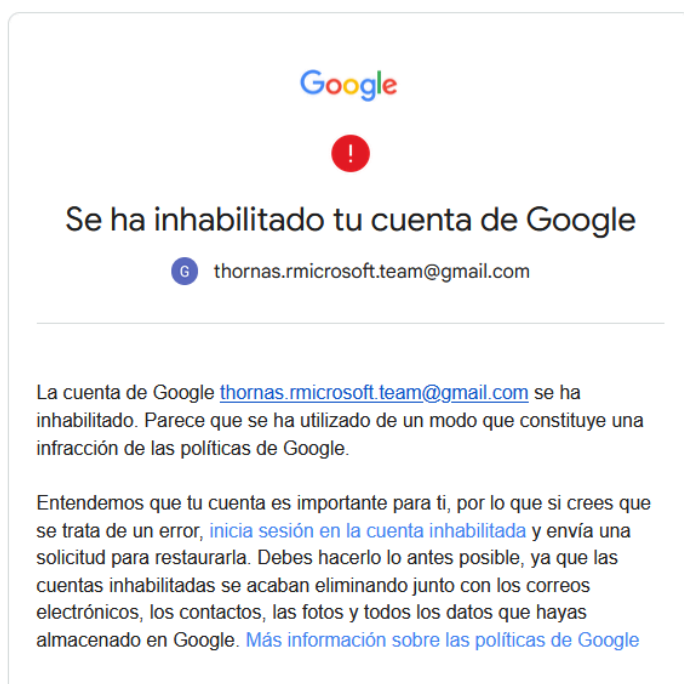 Google
!
Se ha inhabilitado tu cuenta de Google
G thornas.rmicrosoft.team@gmail.com
La cuenta de Google thornas.rmicrosoft.team@gmail.com se ha
inhabilitado. Parece que se ha utilizado de un modo que constituye una
infracción de las políticas de Google.
Entendemos que tu cuenta es importante para ti, por lo que si crees que
se trata de un error, inicia sesión en la cuenta inhabilitada y envía una
solicitud para restaurarla. Debes hacerlo lo antes posible, ya que las
cuentas inhabilitadas se acaban eliminando junto con los correos
electrónicos, los contactos, las fotos y todos los datos que hayas
almacenado en Google. Más información sobre las políticas de Google